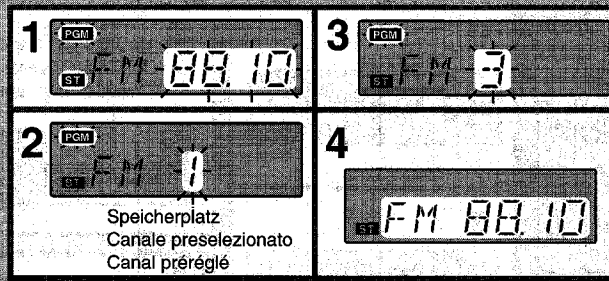 1
PGM
ST FM 88.10
2
PGM
ST FM 1
Speicherplatz
Canale preselezionato
Canal préréglé
3
PGM
ST FM 3
4
ST FM 88.10